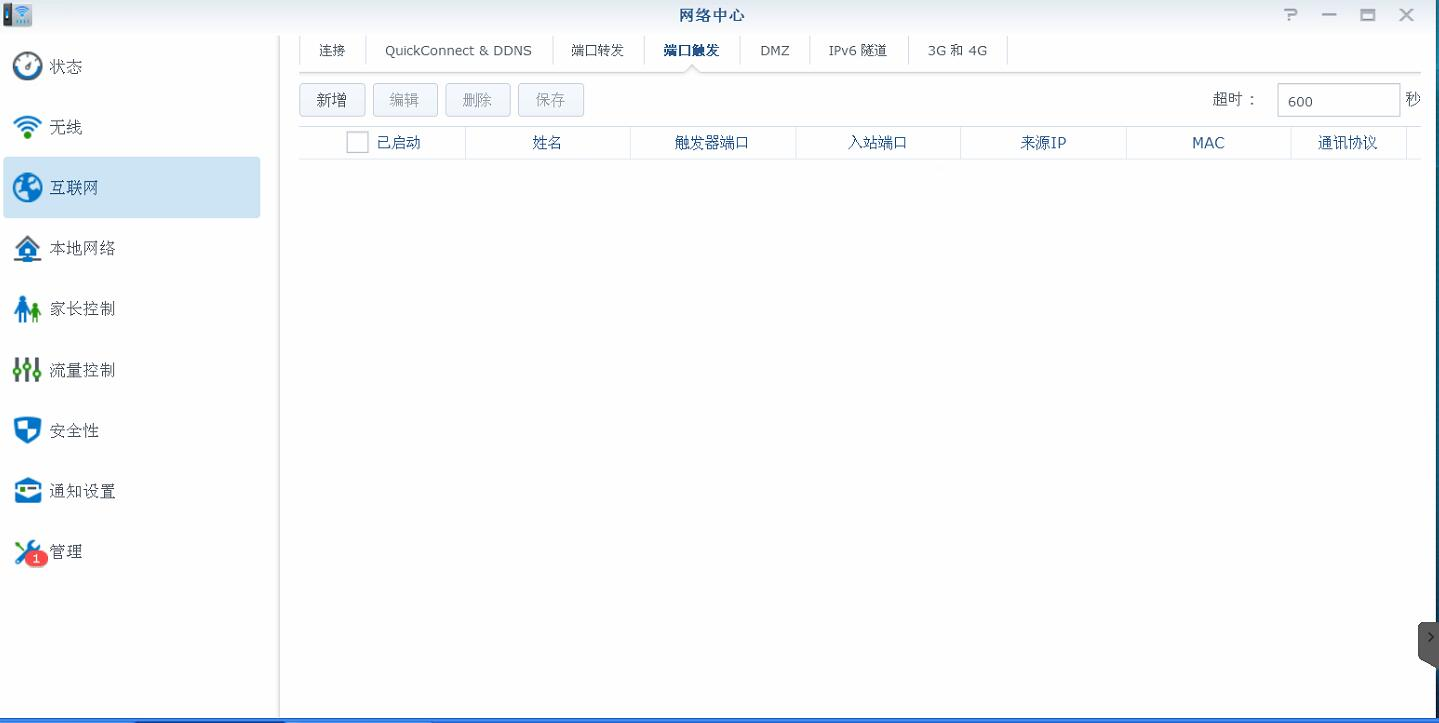 网络中心
状态
无线
互联网
本地网络
家长控制
流量控制
安全性
通知设置
1
管理
连接 QuickConnect & DDNS 端口转发 端口触发 DMZ IPv6 隧道 3G 和 4G
新增 编辑 删除 保存 超时： 600 秒
已启动 姓名 触发器端口 入站端口 来源IP MAC 通讯协议